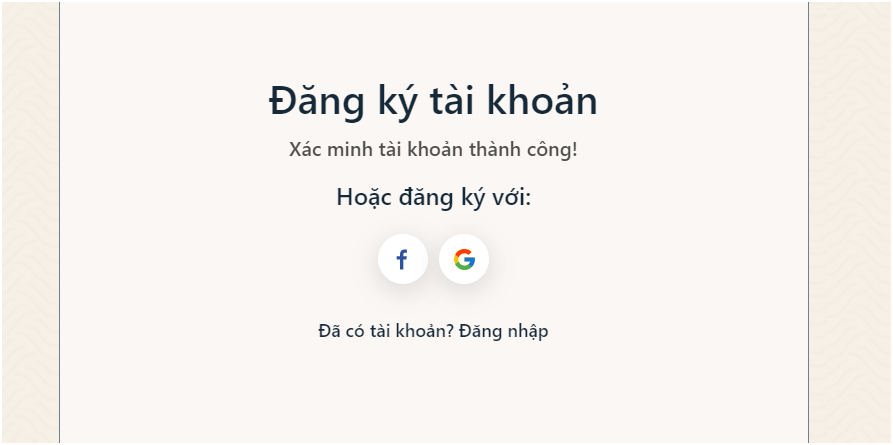 Đăng ký tài khoản
Xác minh tài khoản thành công!
Hoặc đăng ký với:
Đã có tài khoản? Đăng nhập